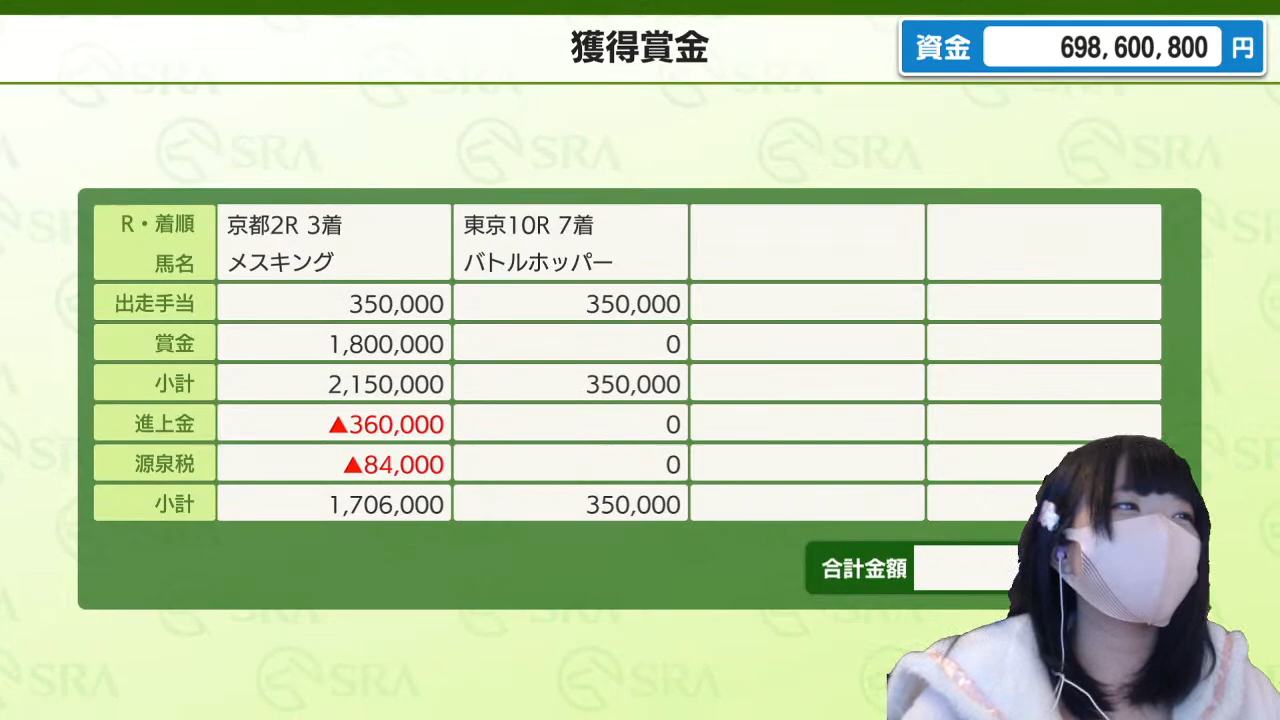 獲得賞金
資金 698,600,800 円
R・着順 京都2R 3着 東京10R 7着
馬名 メスキング バトルホッパー
出走手当 350,000 350,000
賞金 1,800,000 0
小計 2,150,000 350,000
進上金 ▲360,000 0
源泉税 ▲84,000 0
小計 1,706,000 350,000
合計金額
SRA